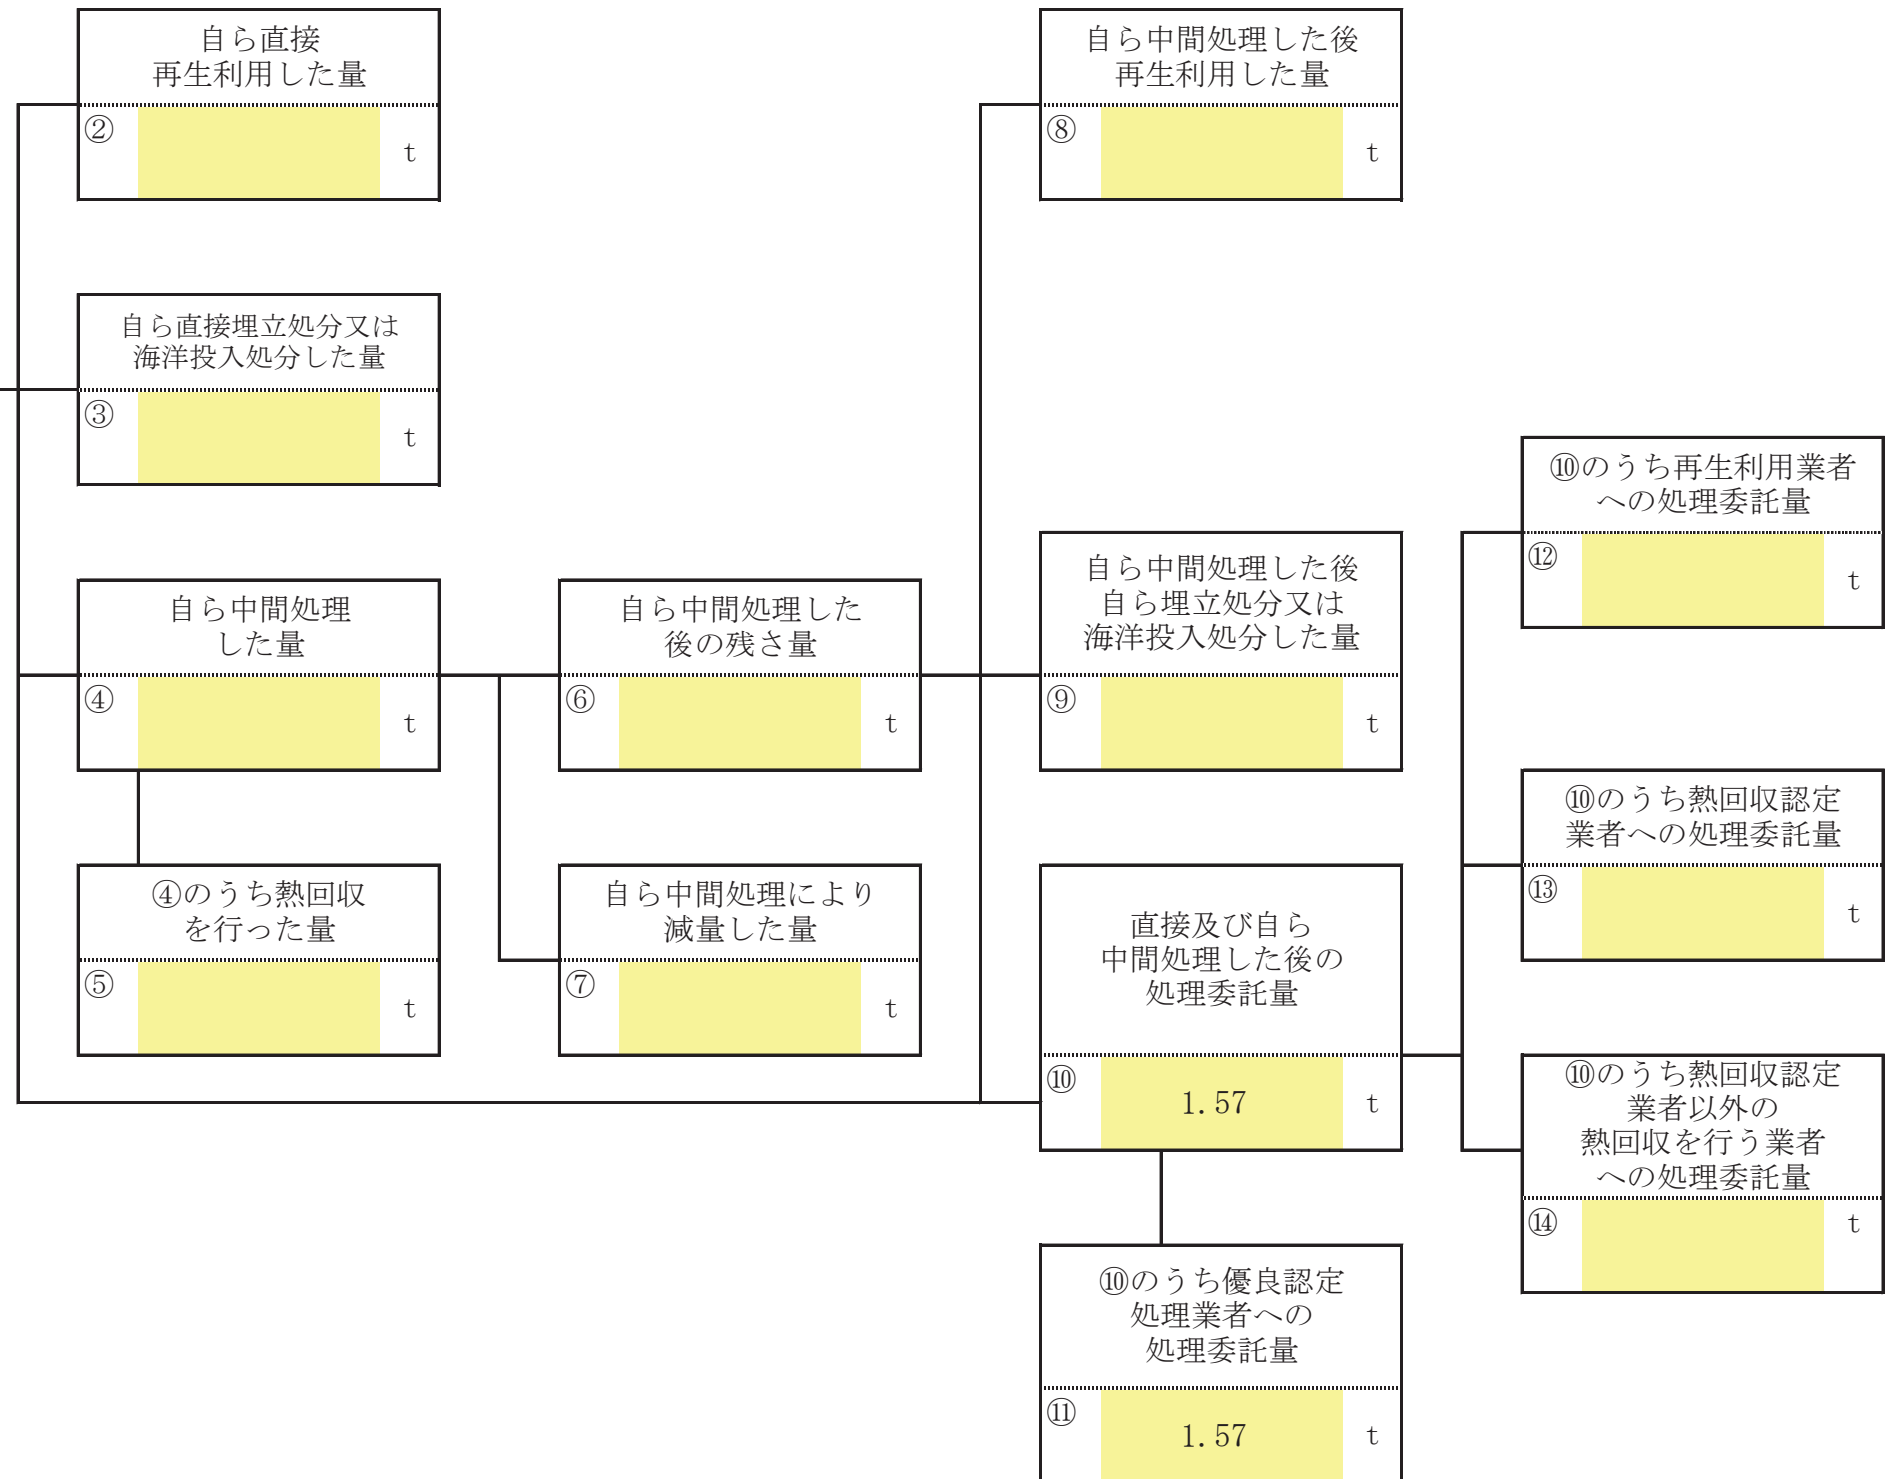 自ら直接
再生利用した量
②
t
自ら中間処理した後
再生利用した量
⑧
t
自ら直接埋立処分又は
海洋投入処分した量
③
t
⑩のうち再生利用業者
への処理委託量
⑫
t
自ら中間処理
した量
④
t
自ら中間処理した
後の残さ量
⑥
t
自ら中間処理した後
自ら埋立処分又は
海洋投入処分した量
⑨
t
⑩のうち熱回収認定
業者への処理委託量
⑬
t
④のうち熱回収
を行った量
⑤
t
自ら中間処理により
減量した量
⑦
t
直接及び自ら
中間処理した後の
処理委託量
⑩
1.57 t
⑩のうち熱回収認定
業者以外の
熱回収を行う業者
への処理委託量
⑭
t
⑩のうち優良認定
処理業者への
処理委託量
⑪
1.57 t